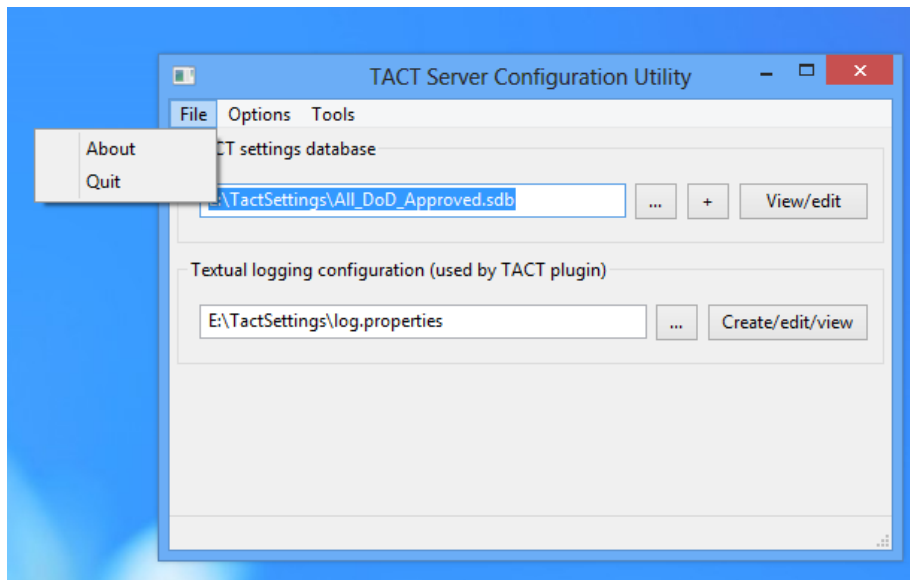 TACT Server Configuration Utility
File Options Tools
About
Quit
CT settings database
:\TactSettings\All_DoD_Approved.sdb
... + View/edit
Textual logging configuration (used by TACT plugin)
E:\TactSettings\log.properties
... Create/edit/view